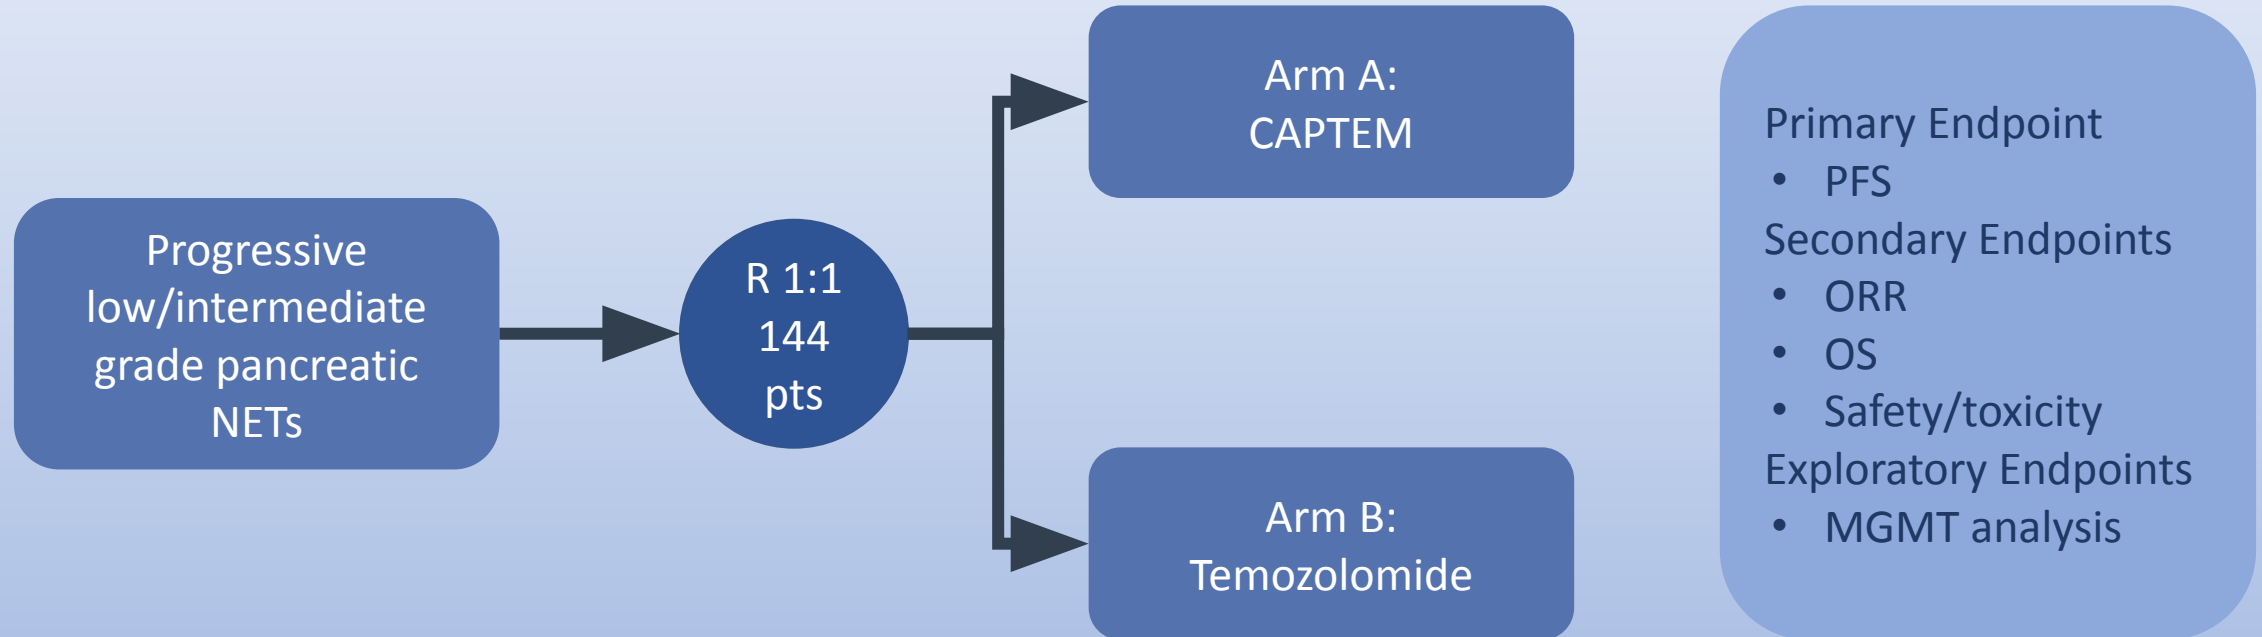 Progressive
low/intermediate
grade pancreatic
NETs
R 1:1
144
pts
Arm A:
CAPTEM
Arm B:
Temozolomide
Primary Endpoint
• PFS
Secondary Endpoints
• ORR
• OS
• Safety/toxicity
Exploratory Endpoints
• MGMT analysis